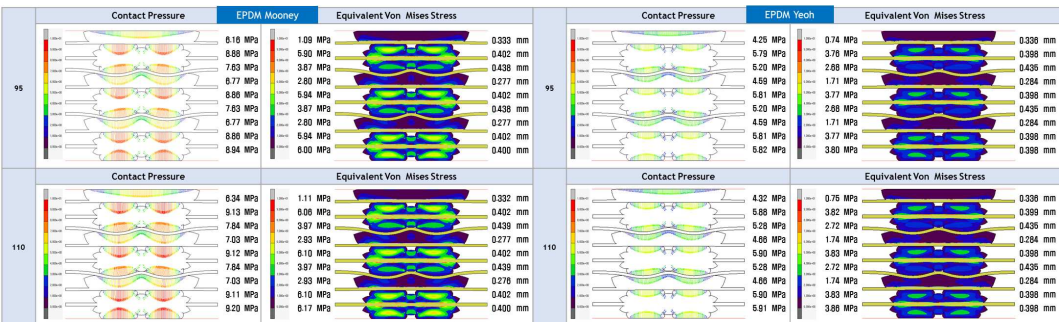 Contact Pressure EPDM Mooney Equivalent Von Mises Stress
95
6.16 MPa 1.09 MPa 0.333 mm
8.88 MPa 5.90 MPa 0.402 mm
7.63 MPa 3.87 MPa 0.438 mm
6.77 MPa 2.80 MPa 0.277 mm
8.86 MPa 5.94 MPa 0.402 mm
7.63 MPa 3.87 MPa 0.438 mm
6.77 MPa 2.80 MPa 0.277 mm
8.86 MPa 5.94 MPa 0.402 mm
8.94 MPa 6.00 MPa 0.400 mm
Contact Pressure Equivalent Von Mises Stress
110
6.34 MPa 1.11 MPa 0.332 mm
9.13 MPa 6.06 MPa 0.402 mm
7.84 MPa 3.97 MPa 0.439 mm
7.03 MPa 2.93 MPa 0.277 mm
9.12 MPa 6.10 MPa 0.402 mm
7.84 MPa 3.97 MPa 0.439 mm
7.03 MPa 2.93 MPa 0.276 mm
9.11 MPa 6.10 MPa 0.402 mm
9.20 MPa 6.17 MPa 0.400 mm
Contact Pressure EPDM Yeoh Equivalent Von Mises Stress
95
4.25 MPa 0.74 MPa 0.336 mm
5.79 MPa 3.76 MPa 0.398 mm
5.20 MPa 2.68 MPa 0.435 mm
4.59 MPa 1.71 MPa 0.284 mm
5.81 MPa 3.77 MPa 0.398 mm
5.20 MPa 2.68 MPa 0.435 mm
4.59 MPa 1.71 MPa 0.284 mm
5.81 MPa 3.77 MPa 0.398 mm
5.82 MPa 3.80 MPa 0.398 mm
Contact Pressure Equivalent Von Mises Stress
110
4.32 MPa 0.76 MPa 0.336 mm
5.88 MPa 3.82 MPa 0.399 mm
5.28 MPa 2.72 MPa 0.435 mm
4.66 MPa 1.74 MPa 0.284 mm
5.90 MPa 3.83 MPa 0.398 mm
5.28 MPa 2.72 MPa 0.435 mm
4.66 MPa 1.74 MPa 0.284 mm
5.90 MPa 3.83 MPa 0.398 mm
5.91 MPa 3.86 MPa 0.398 mm